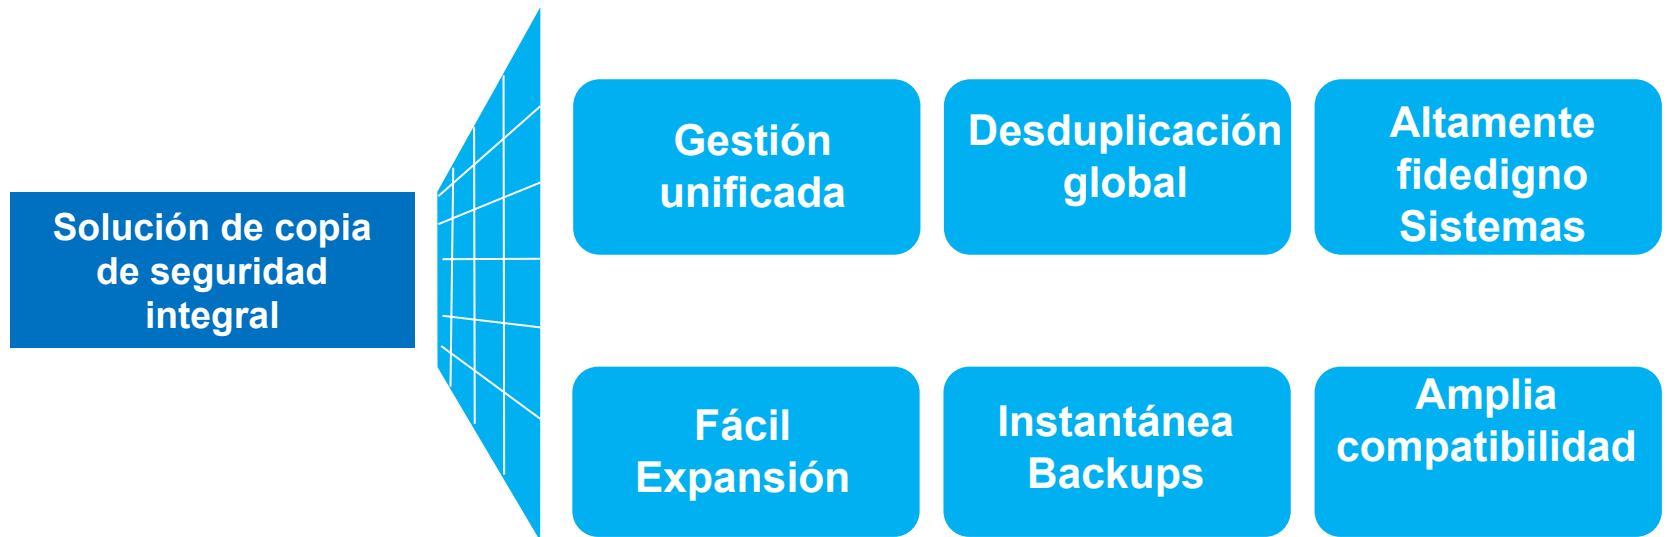 Solución de copia
de seguridad
integral
Gestión
unificada
Desduplicación
global
Altamente
fidedigno
Sistemas
Fácil
Expansión
Instantánea
Backups
Amplia
compatibilidad